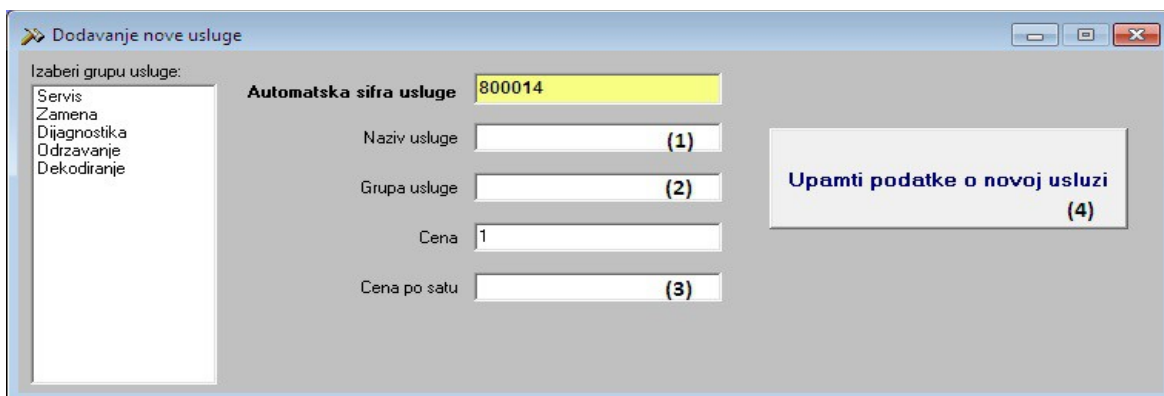 Dodavanje nove usluge
Izaberi grupu usluge:
Servis
Zamena
Dijagnostika
Odrzavanje
Dekodiranje
Automatska sifra usluge 800014
Naziv usluge (1)
Grupa usluge (2)
Cena 1
Cena po satu (3)
Upamti podatke o novoj usluzi
(4)